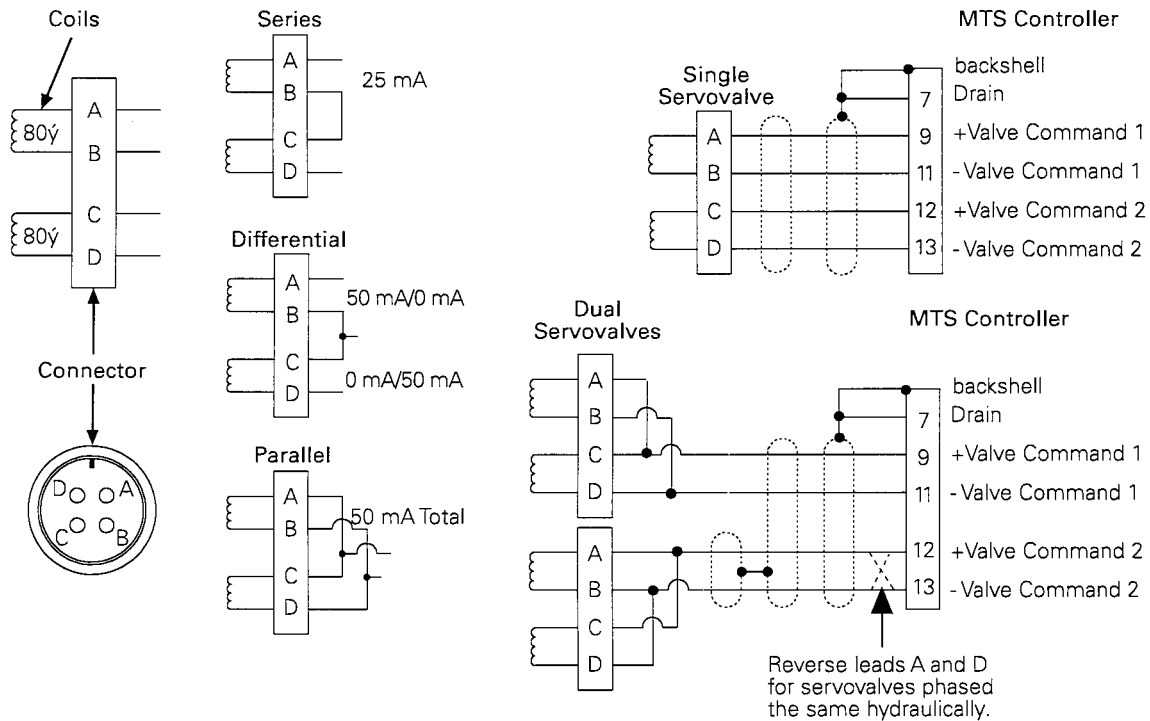 Coils
A
80ý
B
C
80ý
D
Connector
D
A
C
B
Series
A
B
25 mA
C
D
Differential
A
50 mA/0 mA
B
C
0 mA/50 mA
D
Parallel
A
50 mA Total
B
C
D
MTS Controller
Single
Servovalve
backshell
7
Drain
A
9
+Valve Command 1
B
11
-Valve Command 1
C
12
+Valve Command 2
D
13
-Valve Command 2
Dual
Servovalves
MTS Controller
A
backshell
B
7
Drain
C
9
+Valve Command 1
D
11
-Valve Command 1
A
12
+Valve Command 2
B
13
-Valve Command 2
C
D
Reverse leads A and D
for servovalves phased
the same hydraulically.